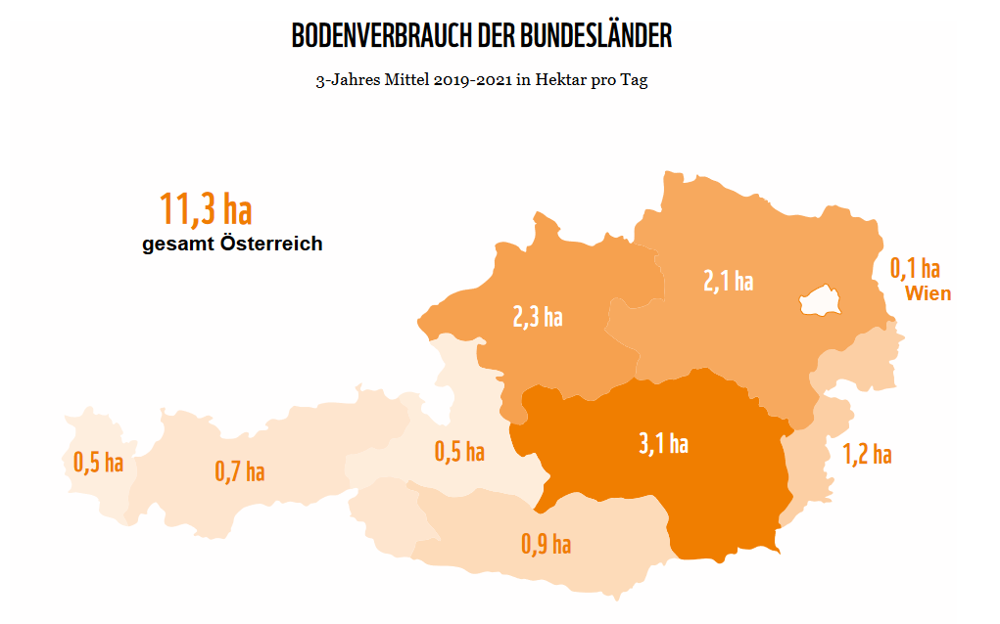 BODENVERBRAUCH DER BUNDESLÄNDER
3-Jahres Mittel 2019-2021 in Hektar pro Tag
11,3 ha
gesamt Österreich
0,1 ha
Wien
2,1 ha
2,3 ha
3,1 ha
1,2 ha
0,5 ha
0,5 ha
0,7 ha
0,9 ha